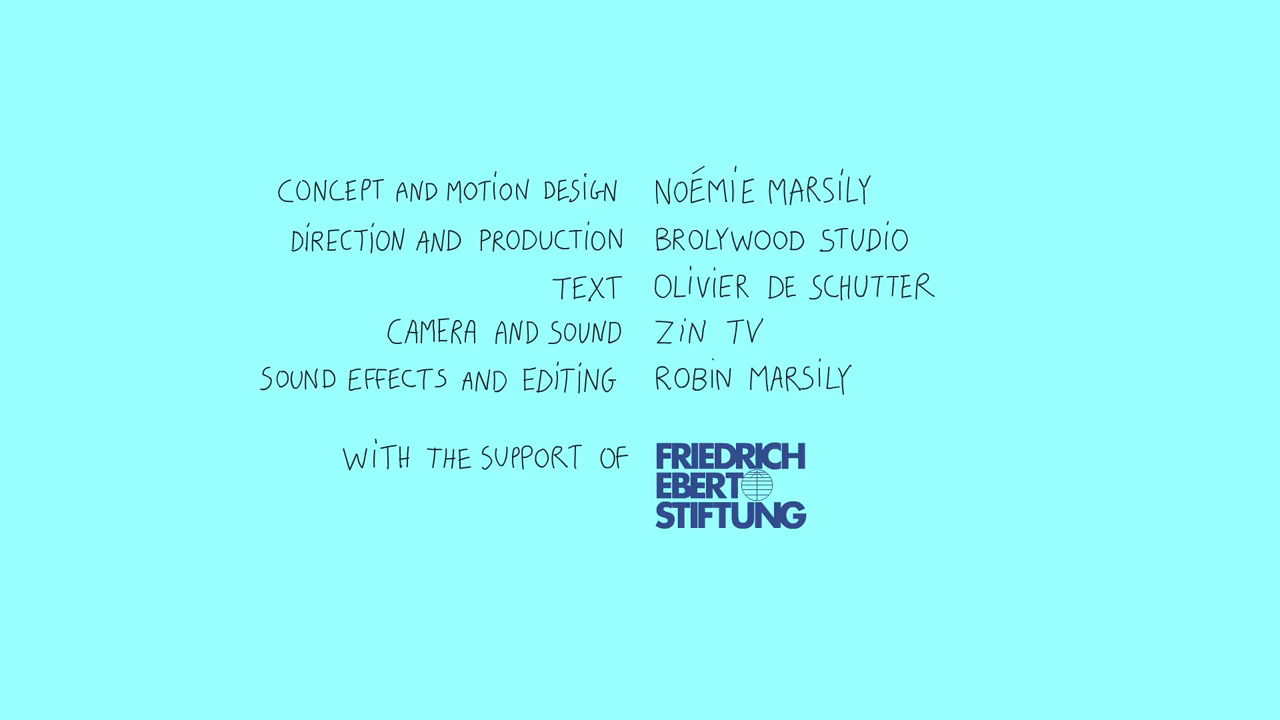 CONCEPT AND MOTION DESIGN NOÉMIE MARSILY
DIRECTION AND PRODUCTION BROLYWOOD STUDIO
TEXT OLIVIER DE SCHUTTER
CAMERA AND SOUND ZIN TV
SOUND EFFECTS AND EDITING ROBIN MARSILY
WITH THE SUPPORT OF FRIEDRICH
EBERT
STIFTUNG